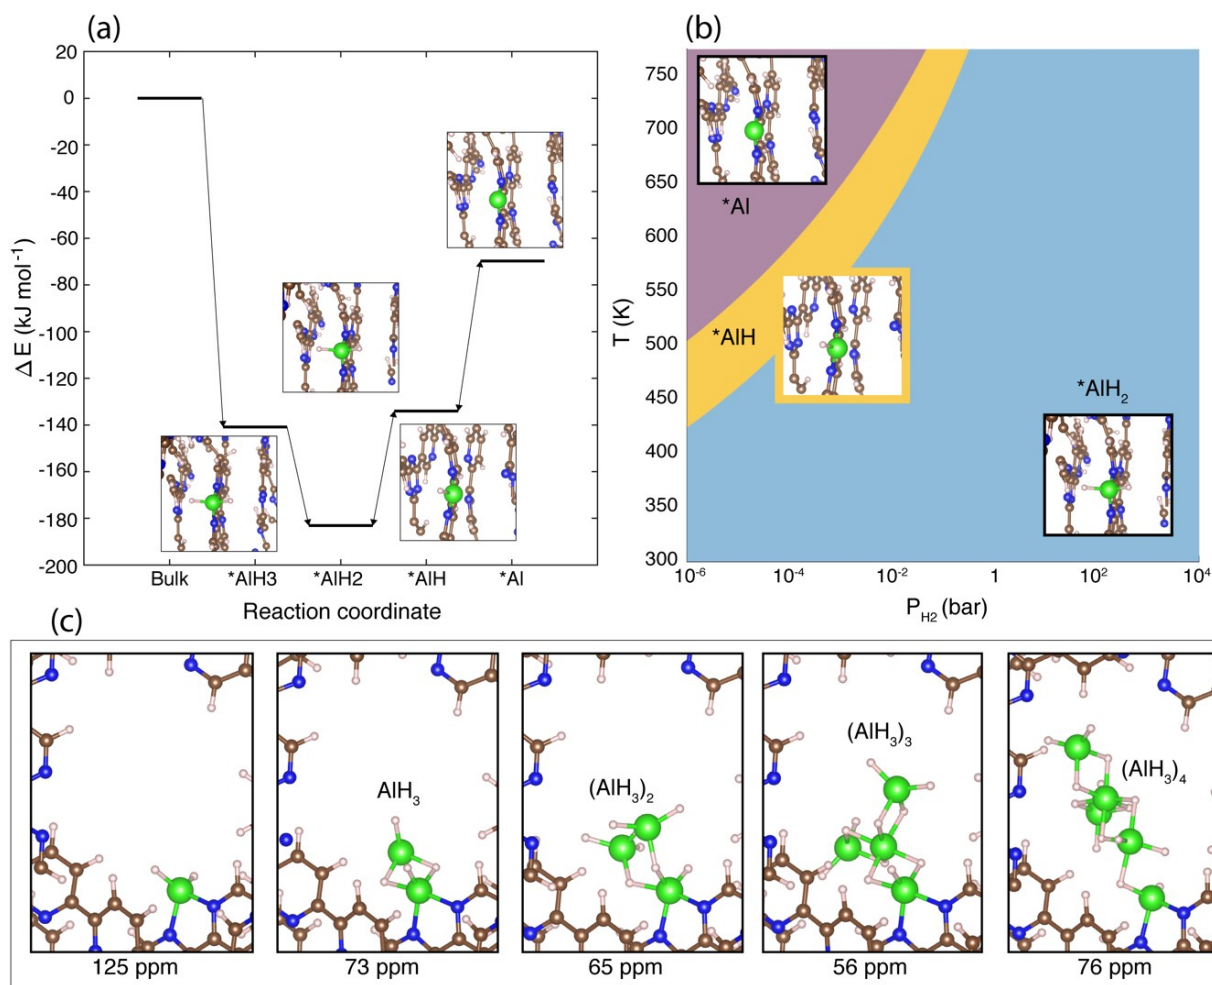 (a)
20
0
-20
-40
-60
-80
-100
-120
-140
-160
-180
-200
ΔE (kJ mol⁻¹)
Bulk *AlH3 *AlH2 *AlH *Al
Reaction coordinate
(b)
750
700
650
600
550
500
450
400
350
300
T (K)
*Al
*AlH
*AlH₂
10⁻⁶ 10⁻⁴ 10⁻² 1 10² 10⁴
P_H2 (bar)
(c)
AlH₃
(AlH₃)₂
(AlH₃)₃
(AlH₃)₄
125 ppm 73 ppm 65 ppm 56 ppm 76 ppm